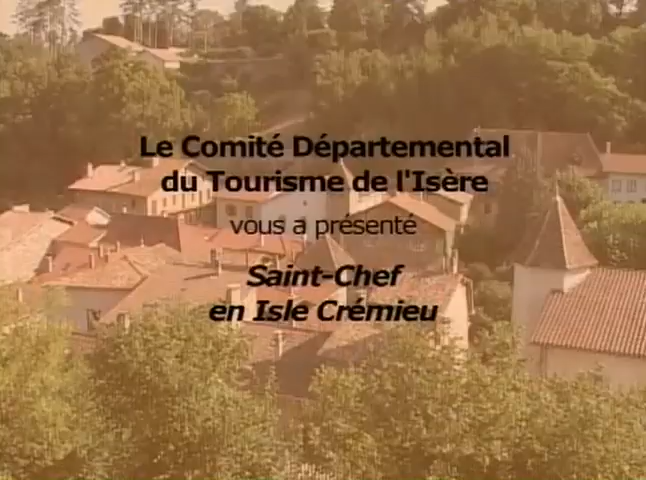 Le Comité Départemental
du Tourisme de l'Isère
vous a présenté
Saint-Chef
en Isle Crémieu